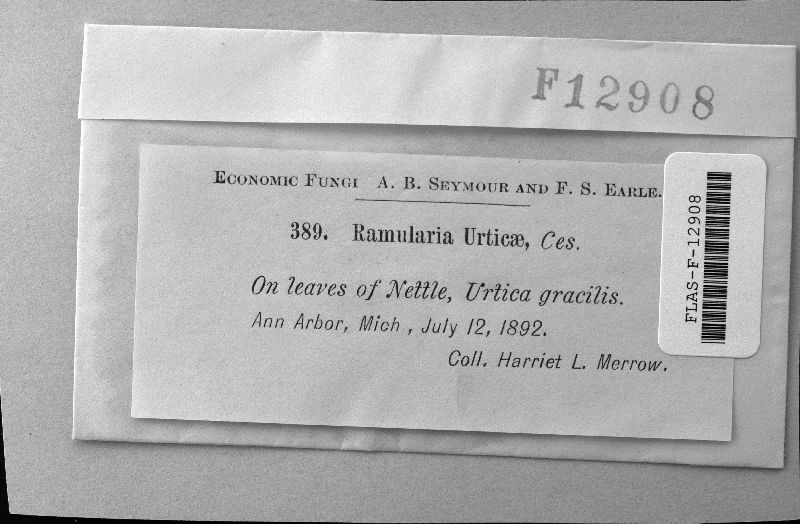 F12908
ECONOMIC FUNGI A. B. SEYMOUR AND F. S. EARLE.
389. Ramularia Urticæ, Ces.
On leaves of Nettle, Urtica gracilis.
Ann Arbor, Mich., July 12, 1892.
Coll. Harriet L. Merrow.
FLAS-F-12908